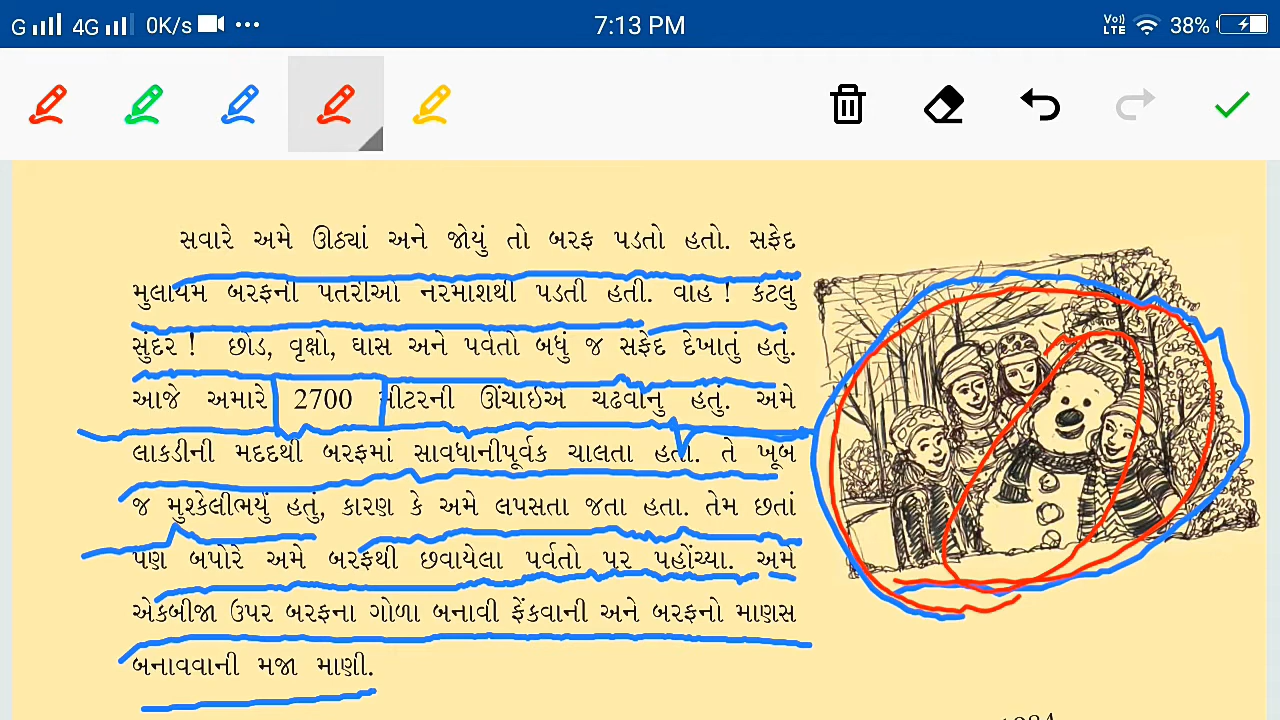 G 4G 0K/s ... 7:13 PM Vo)) LTE 38%
સવારે અમે ઊઠ્યાં અને જોયું તો બરફ પડતો હતો. સફેદ
મુલાયમ બરફની પતરીઓ નરમાશથી પડતી હતી. વાહ ! કેટલું
સુંદર ! છોડ, વૃક્ષો, ઘાસ અને પર્વતો બધું જ સફેદ દેખાતું હતું.
આજે અમારે 2700 મીટરની ઊંચાઈએ ચઢવાનું હતું. અમે
લાકડીની મદદથી બરફમાં સાવધાનીપૂર્વક ચાલતા હતા. તે ખૂબ
જ મુશ્કેલીભર્યું હતું, કારણ કે અમે લપસતા જતા હતા. તેમ છતાં
પણ બપોરે અમે બરફથી છવાયેલા પર્વતો પર પહોંચ્યા. અમે
એકબીજા ઉપર બરફના ગોળા બનાવી ફેંકવાની અને બરફનો માણસ
બનાવવાની મજા માણી.